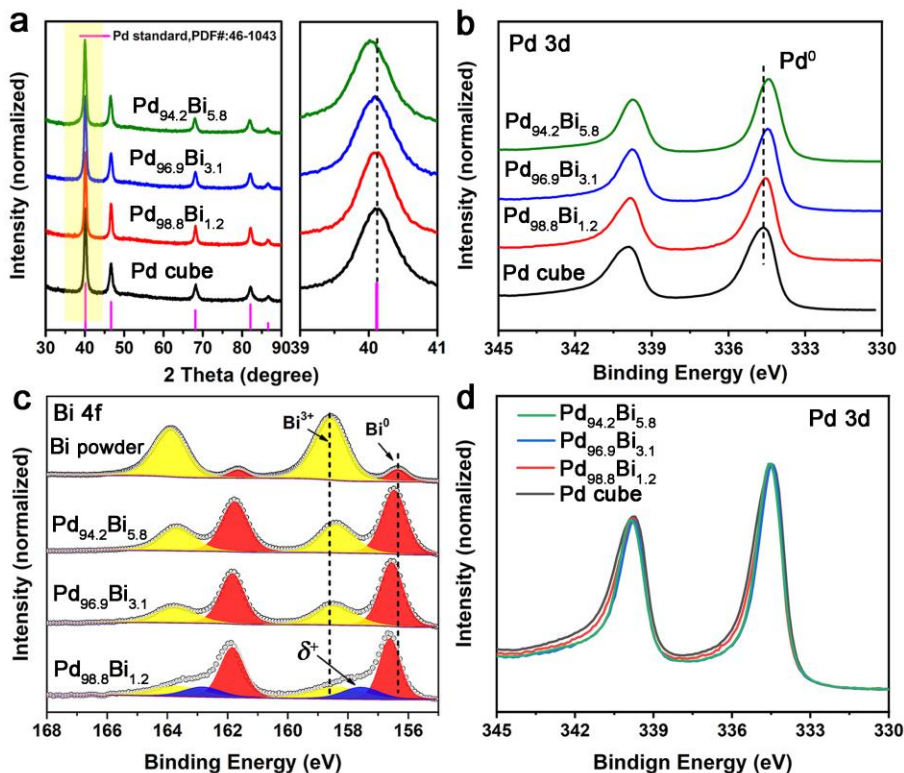 a
Pd standard,PDF#:46-1043
Pd94.2Bi5.8
Pd96.9Bi3.1
Pd98.8Bi1.2
Pd cube
Intensity (normalized)
30 40 50 60 70 80 90
39 40 41
2 Theta (degree)
b
Pd 3d
Pd0
Pd94.2Bi5.8
Pd96.9Bi3.1
Pd98.8Bi1.2
Pd cube
Intensity (normalized)
345 342 339 336 333 330
Binding Energy (eV)
c
Bi 4f
Bi powder
Bi3+
Bi0
Pd94.2Bi5.8
Pd96.9Bi3.1
Pd98.8Bi1.2
δ+
Intensity (normalized)
168 166 164 162 160 158 156
Binding Energy (eV)
d
Pd 3d
Pd94.2Bi5.8
Pd96.9Bi3.1
Pd98.8Bi1.2
Pd cube
Intensity (normalized)
345 342 339 336 333 330
Bindign Energy (eV)